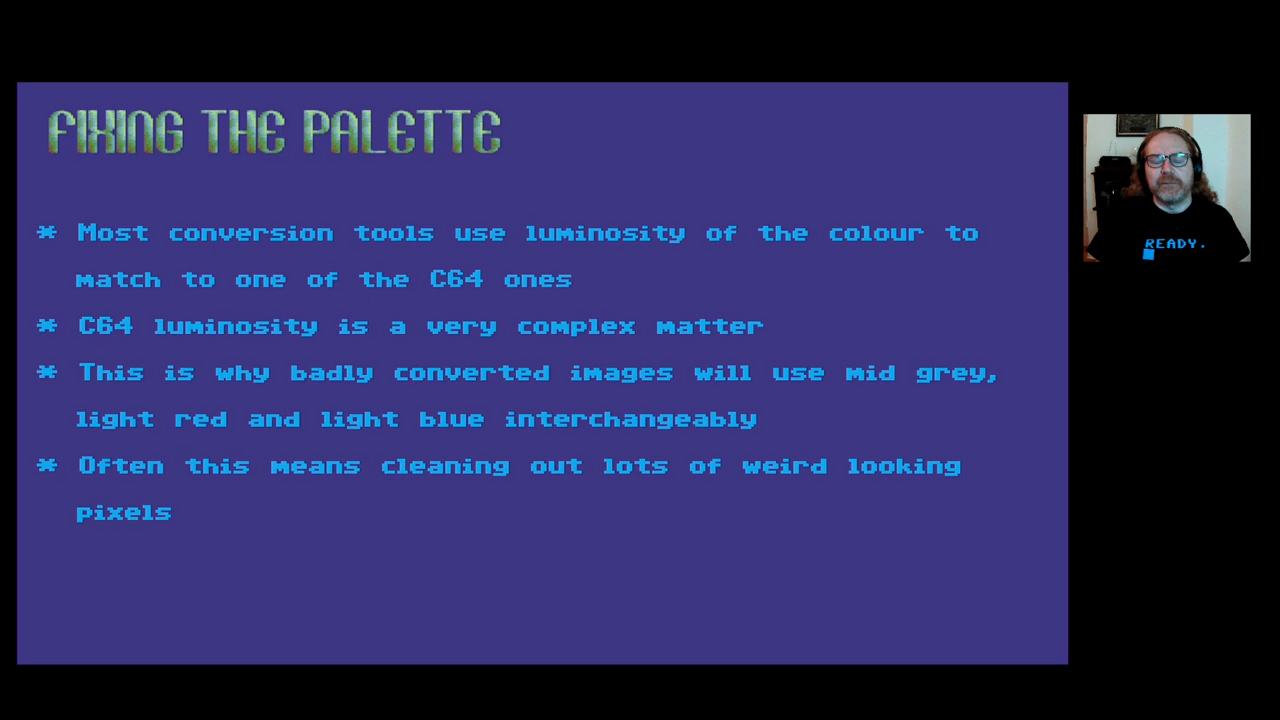 FIXING THE PALETTE
* Most conversion tools use luminosity of the colour to
match to one of the C64 ones
* C64 luminosity is a very complex matter
* This is why badly converted images will use mid grey,
light red and light blue interchangeably
* Often this means cleaning out lots of weird looking
pixels
READY.